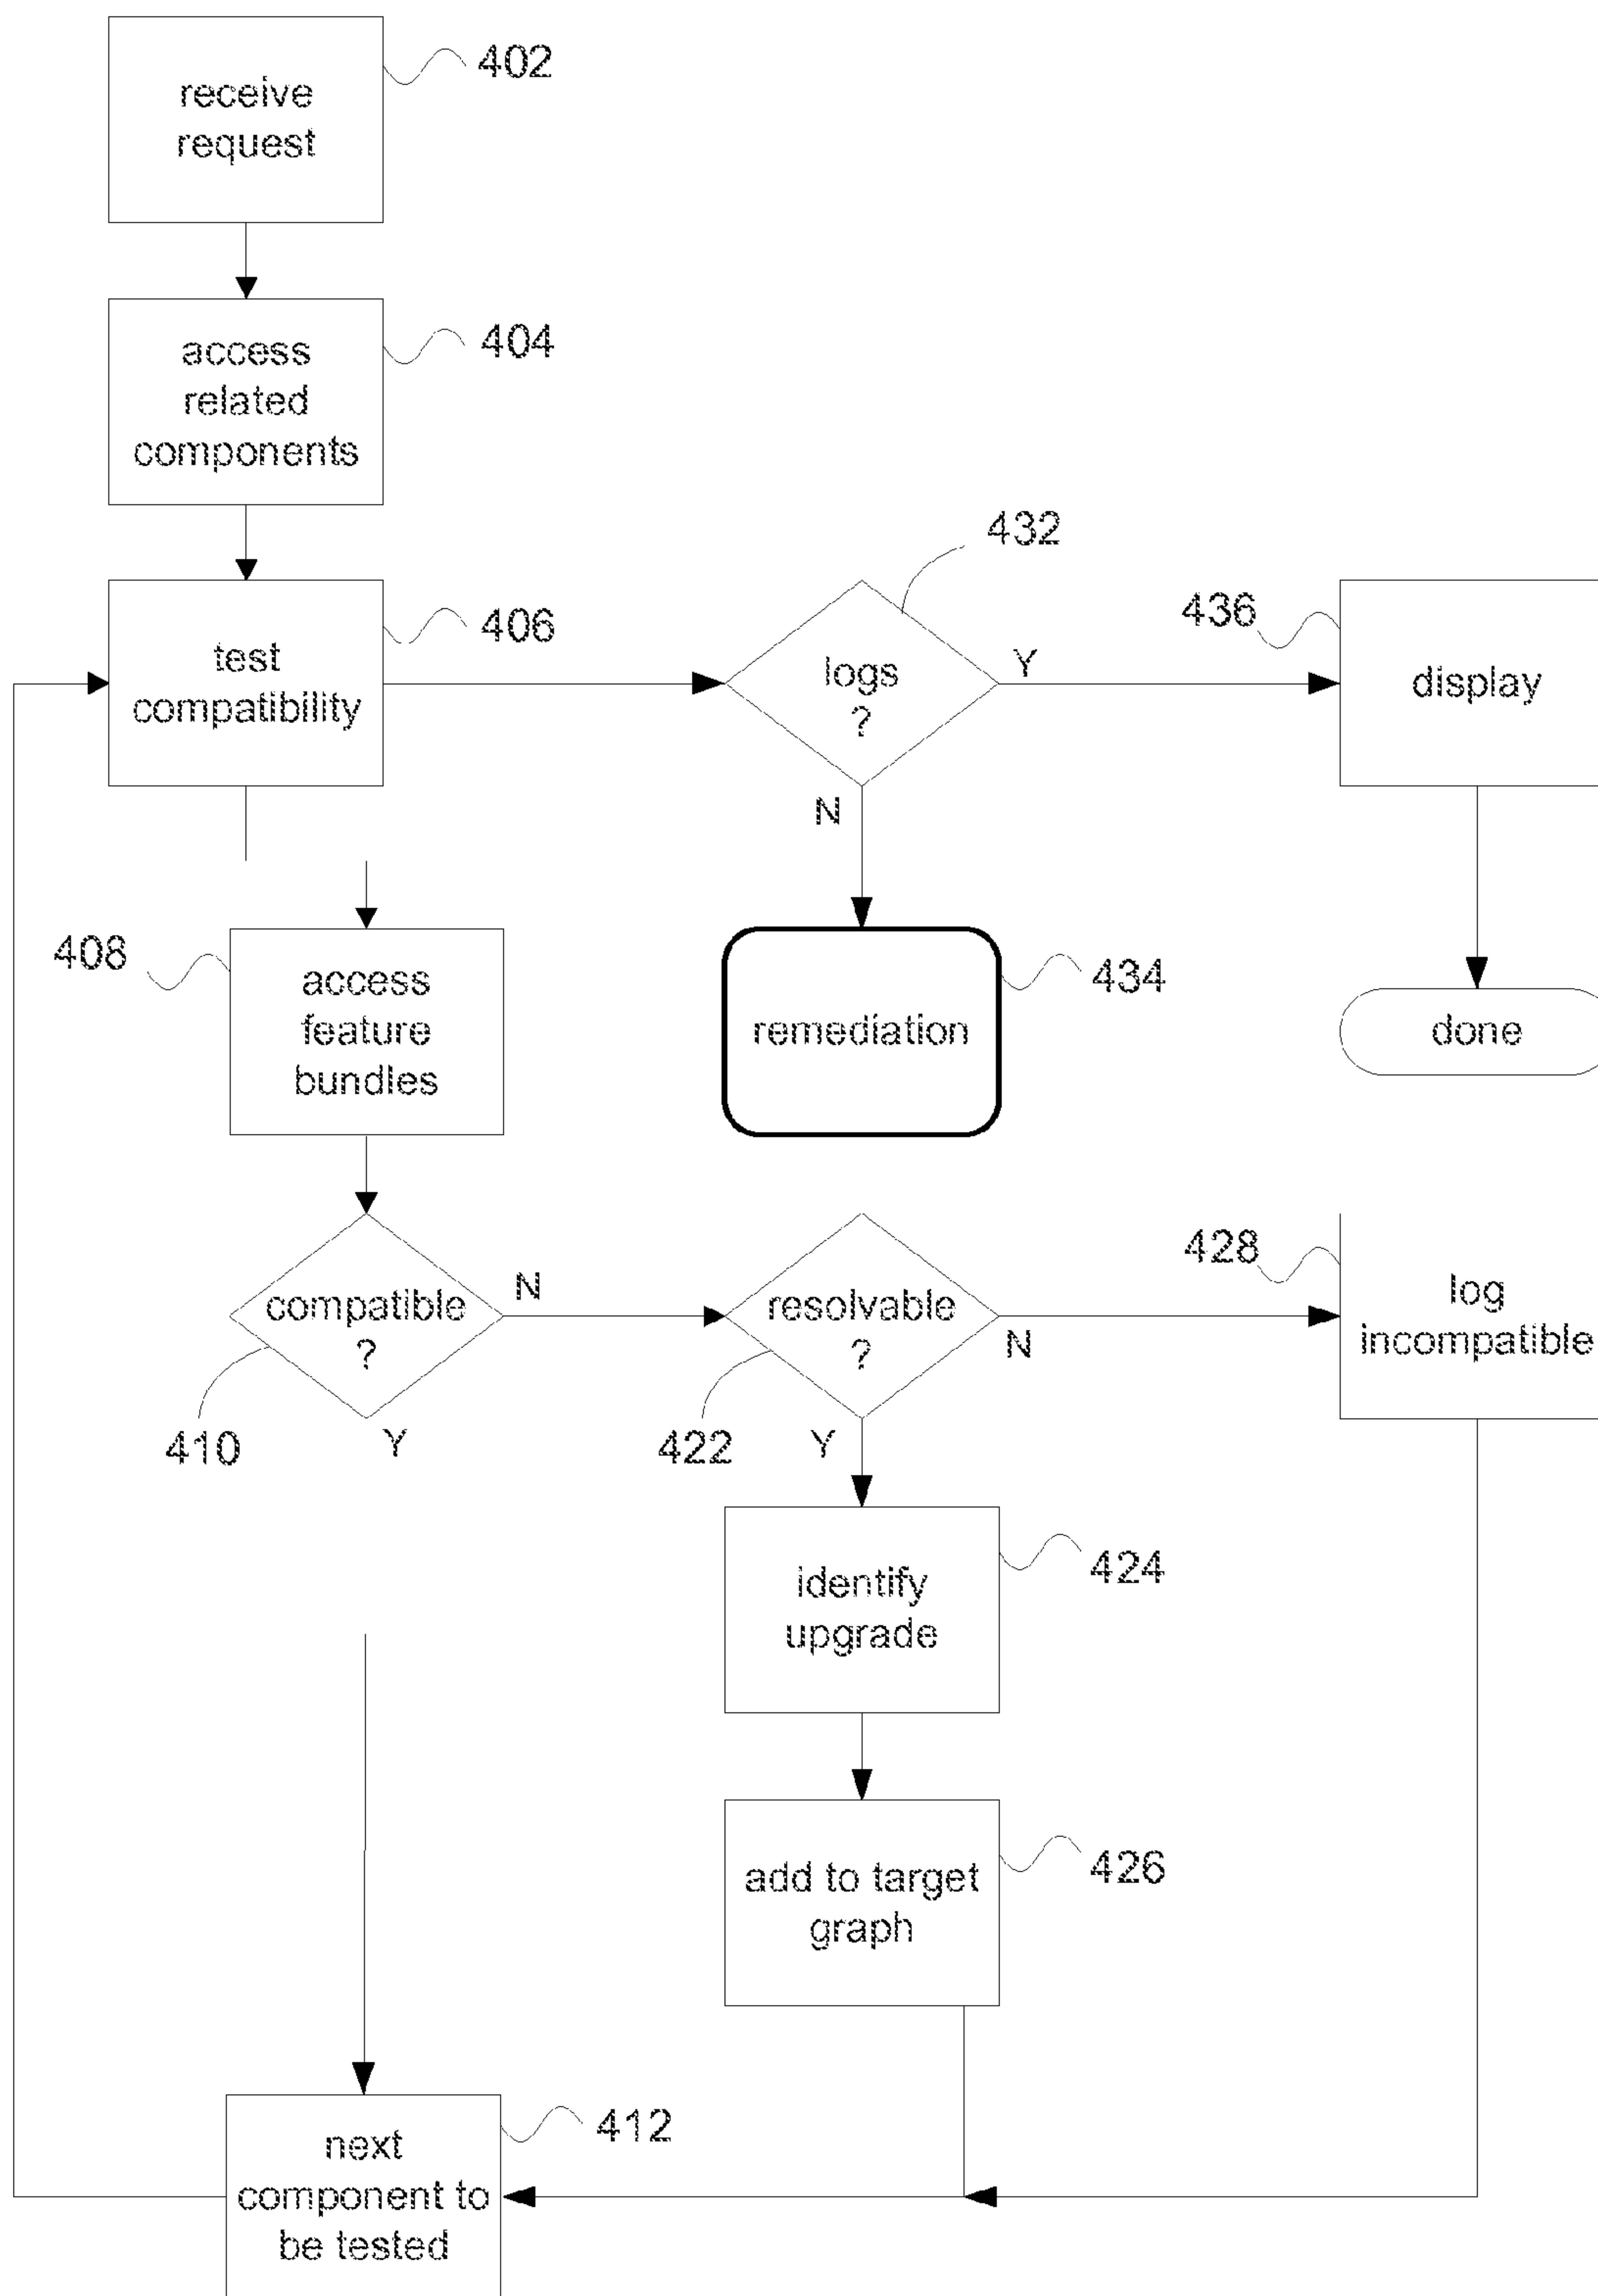 receive
request
402
access
related
components
404
432
test
compatibility
406
logs
?
Y
N
436
display
408
access
feature
bundles
remediation
434
done
compatible
?
N
Y
410
resolvable
?
N
Y
422
428
log
incompatible
identify
upgrade
424
add to target
graph
426
next
component to
be tested
412